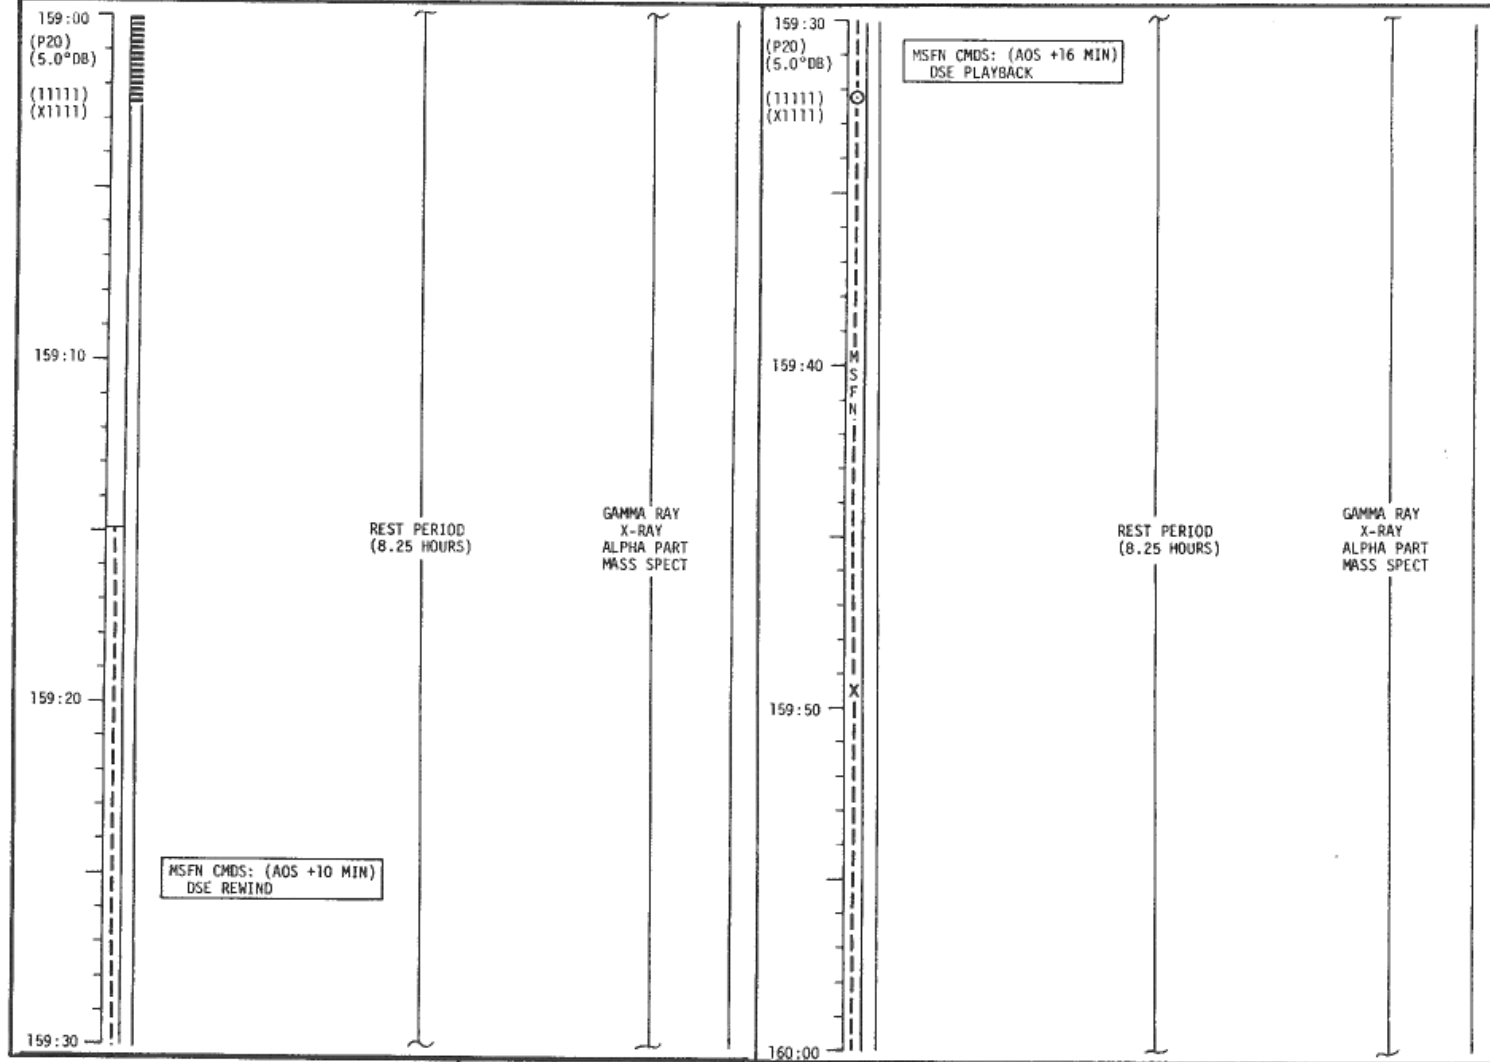 159:00
(P20)
(5.0°DB)
(11111)
(X1111)
159:10
REST PERIOD
(8.25 HOURS)
GAMMA RAY
X-RAY
ALPHA PART
MASS SPECT
159:20
MSFN CMDS: (AOS +10 MIN)
DSE REWIND
159:30
159:30
(P20)
(5.0°DB)
(11111)
(X1111)
MSFN CMDS: (AOS +16 MIN)
DSE PLAYBACK
159:40
MSFN
REST PERIOD
(8.25 HOURS)
GAMMA RAY
X-RAY
ALPHA PART
MASS SPECT
X
159:50
160:00